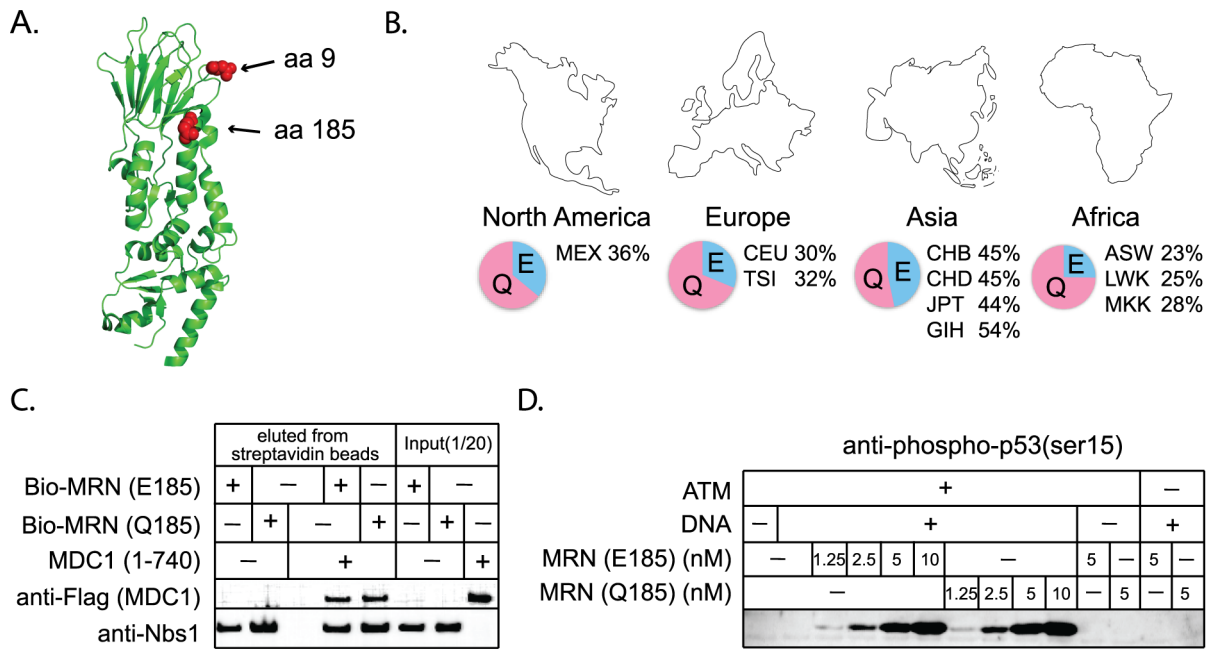 A.
aa 9
aa 185
B.
North America
Q E
MEX 36%
Europe
Q E
CEU 30%
TSI 32%
Asia
Q E
CHB 45%
CHD 45%
JPT 44%
GIH 54%
Africa
Q E
ASW 23%
LWK 25%
MKK 28%
C.
eluted from streptavidin beads Input(1/20)
Bio-MRN (E185) + – + – + –
Bio-MRN (Q185) – + – – + – + –
MDC1 (1-740) – + – +
anti-Flag (MDC1)
anti-Nbs1
D.
anti-phospho-p53(ser15)
ATM + –
DNA – + – +
MRN (E185) (nM) – 1.25 2.5 5 10 – 5 – 5 –
MRN (Q185) (nM) – 1.25 2.5 5 10 – 5 – 5